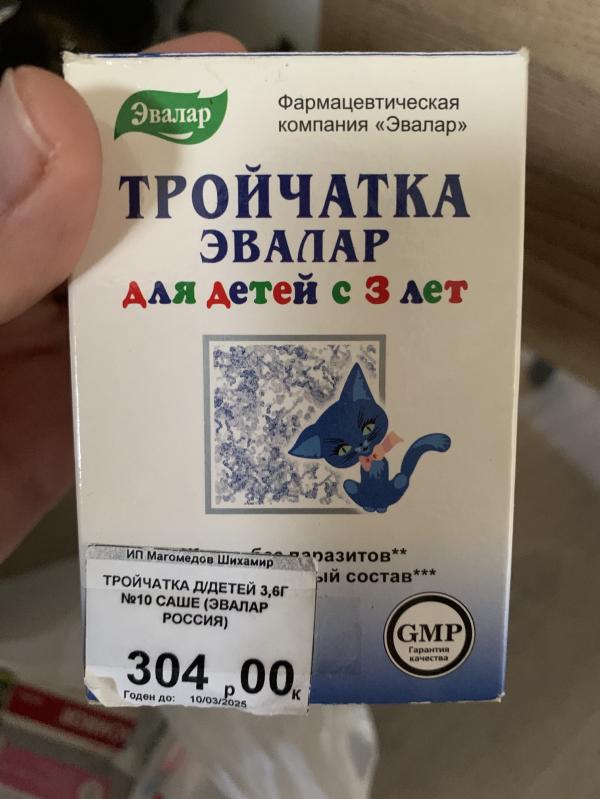 Эвалар
Фармацевтическая
компания «Эвалар»
ТРОЙЧАТКА
ЭВАЛАР
для детей с 3 лет
паразитов**
состав***
ИП Магомедов Шихамир
ТРОЙЧАТКА Д/ДЕТЕЙ 3,6Г
№10 САШЕ (ЭВАЛАР
РОССИЯ)
304 р 00 к
Годен до: 10/03/2025
GMP
Гарантия
качества